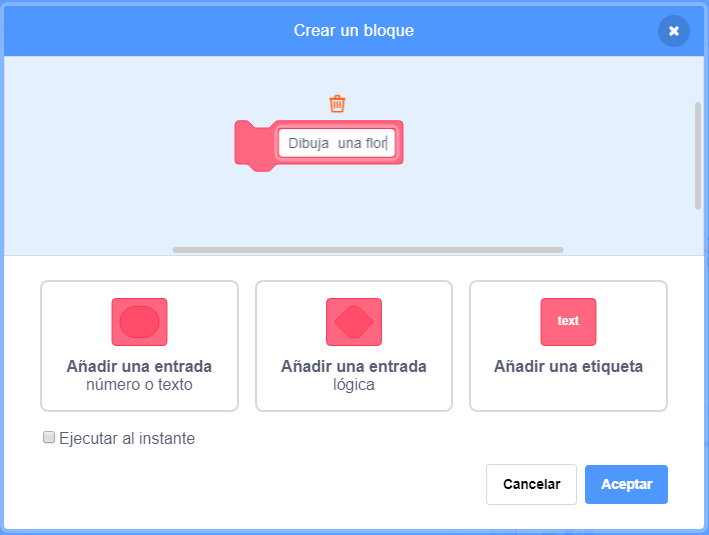 Crear un bloque
Dibuja  una flor
text
Añadir una entrada
número o texto
Añadir una entrada
lógica
Añadir una etiqueta
Ejecutar al instante
Cancelar
Aceptar